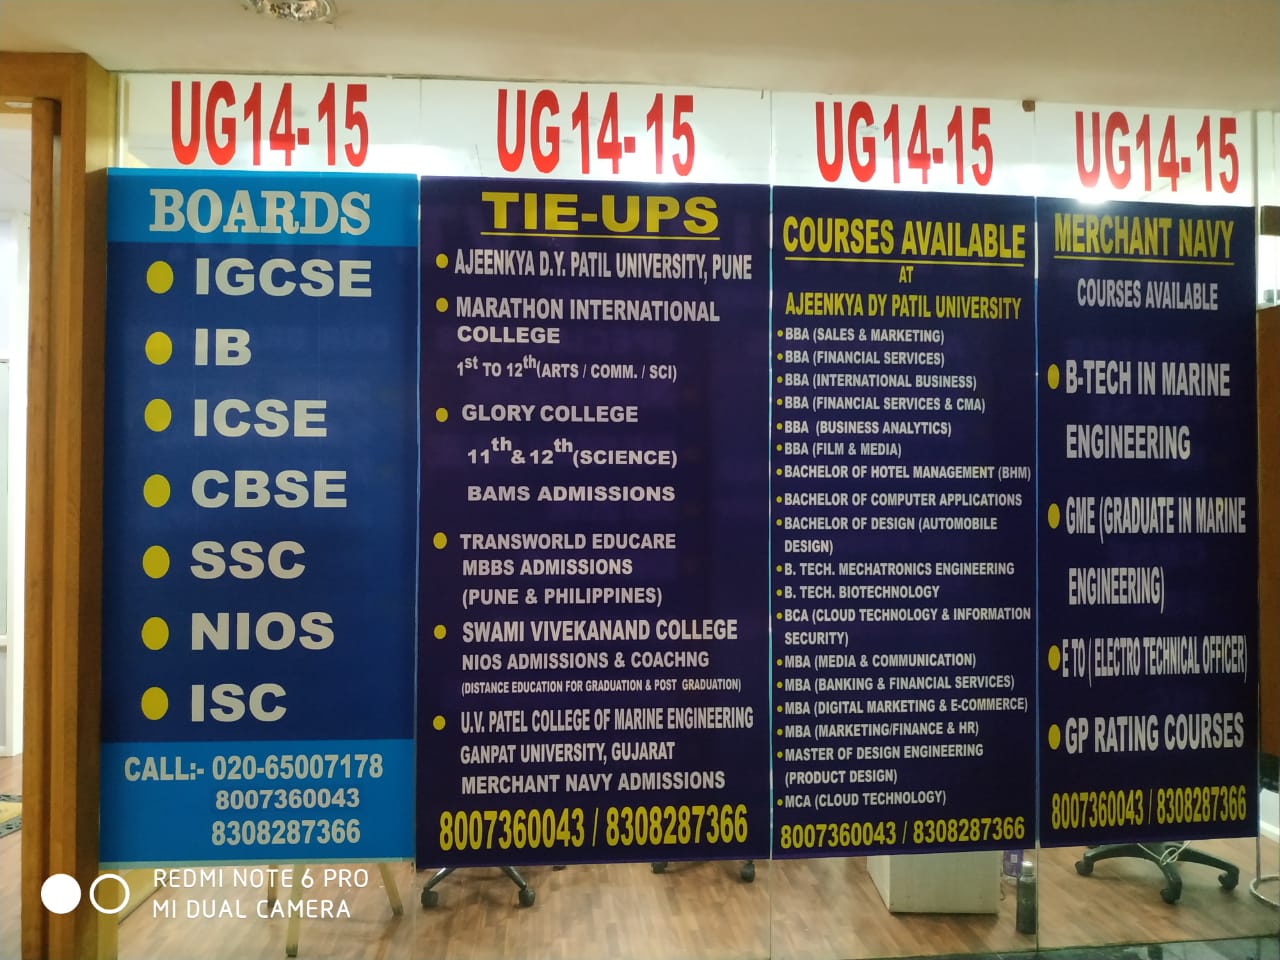 UG14-15
BOARDS
IGCSE
IB
ICSE
CBSE
SSC
NIOS
ISC
CALL:- 020-65007178
8007360043
8308287366
UG 14-15
TIE-UPS
AJEENKYA D.Y. PATIL UNIVERSITY, PUNE
MARATHON INTERNATIONAL
COLLEGE
1st TO 12th(ARTS / COMM. / SCI)
GLORY COLLEGE
11th & 12th (SCIENCE)
BAMS ADMISSIONS
TRANSWORLD EDUCARE
MBBS ADMISSIONS
(PUNE & PHILIPPINES)
SWAMI VIVEKANAND COLLEGE
NIOS ADMISSIONS & COACHNG
(DISTANCE EDUCATION FOR GRADUATION & POST GRADUATION)
U.V. PATEL COLLEGE OF MARINE ENGINEERING
GANPAT UNIVERSITY, GUJARAT
MERCHANT NAVY ADMISSIONS
8007360043 / 8308287366
UG14-15
COURSES AVAILABLE
AT
AJEENKYA DY PATIL UNIVERSITY
BBA (SALES & MARKETING)
BBA (FINANCIAL SERVICES)
BBA (INTERNATIONAL BUSINESS)
BBA (FINANCIAL SERVICES & CMA)
BBA (BUSINESS ANALYTICS)
BBA (FILM & MEDIA)
BACHELOR OF HOTEL MANAGEMENT (BHM)
BACHELOR OF COMPUTER APPLICATIONS
BACHELOR OF DESIGN (AUTOMOBILE
DESIGN)
B. TECH. MECHATRONICS ENGINEERING
B. TECH. BIOTECHNOLOGY
BCA (CLOUD TECHNOLOGY & INFORMATION
SECURITY)
MBA (MEDIA & COMMUNICATION)
MBA (BANKING & FINANCIAL SERVICES)
MBA (DIGITAL MARKETING & E-COMMERCE)
MBA (MARKETING/FINANCE & HR)
MASTER OF DESIGN ENGINEERING
(PRODUCT DESIGN)
MCA (CLOUD TECHNOLOGY)
8007360043 / 8308287366
UG14-15
MERCHANT NAVY
COURSES AVAILABLE
B-TECH IN MARINE
ENGINEERING
GME (GRADUATE IN MARINE
ENGINEERING)
E TO ( ELECTRO TECHNICAL OFFICER)
GP RATING COURSES
8007360043 / 8308287366
REDMI NOTE 6 PRO
MI DUAL CAMERA